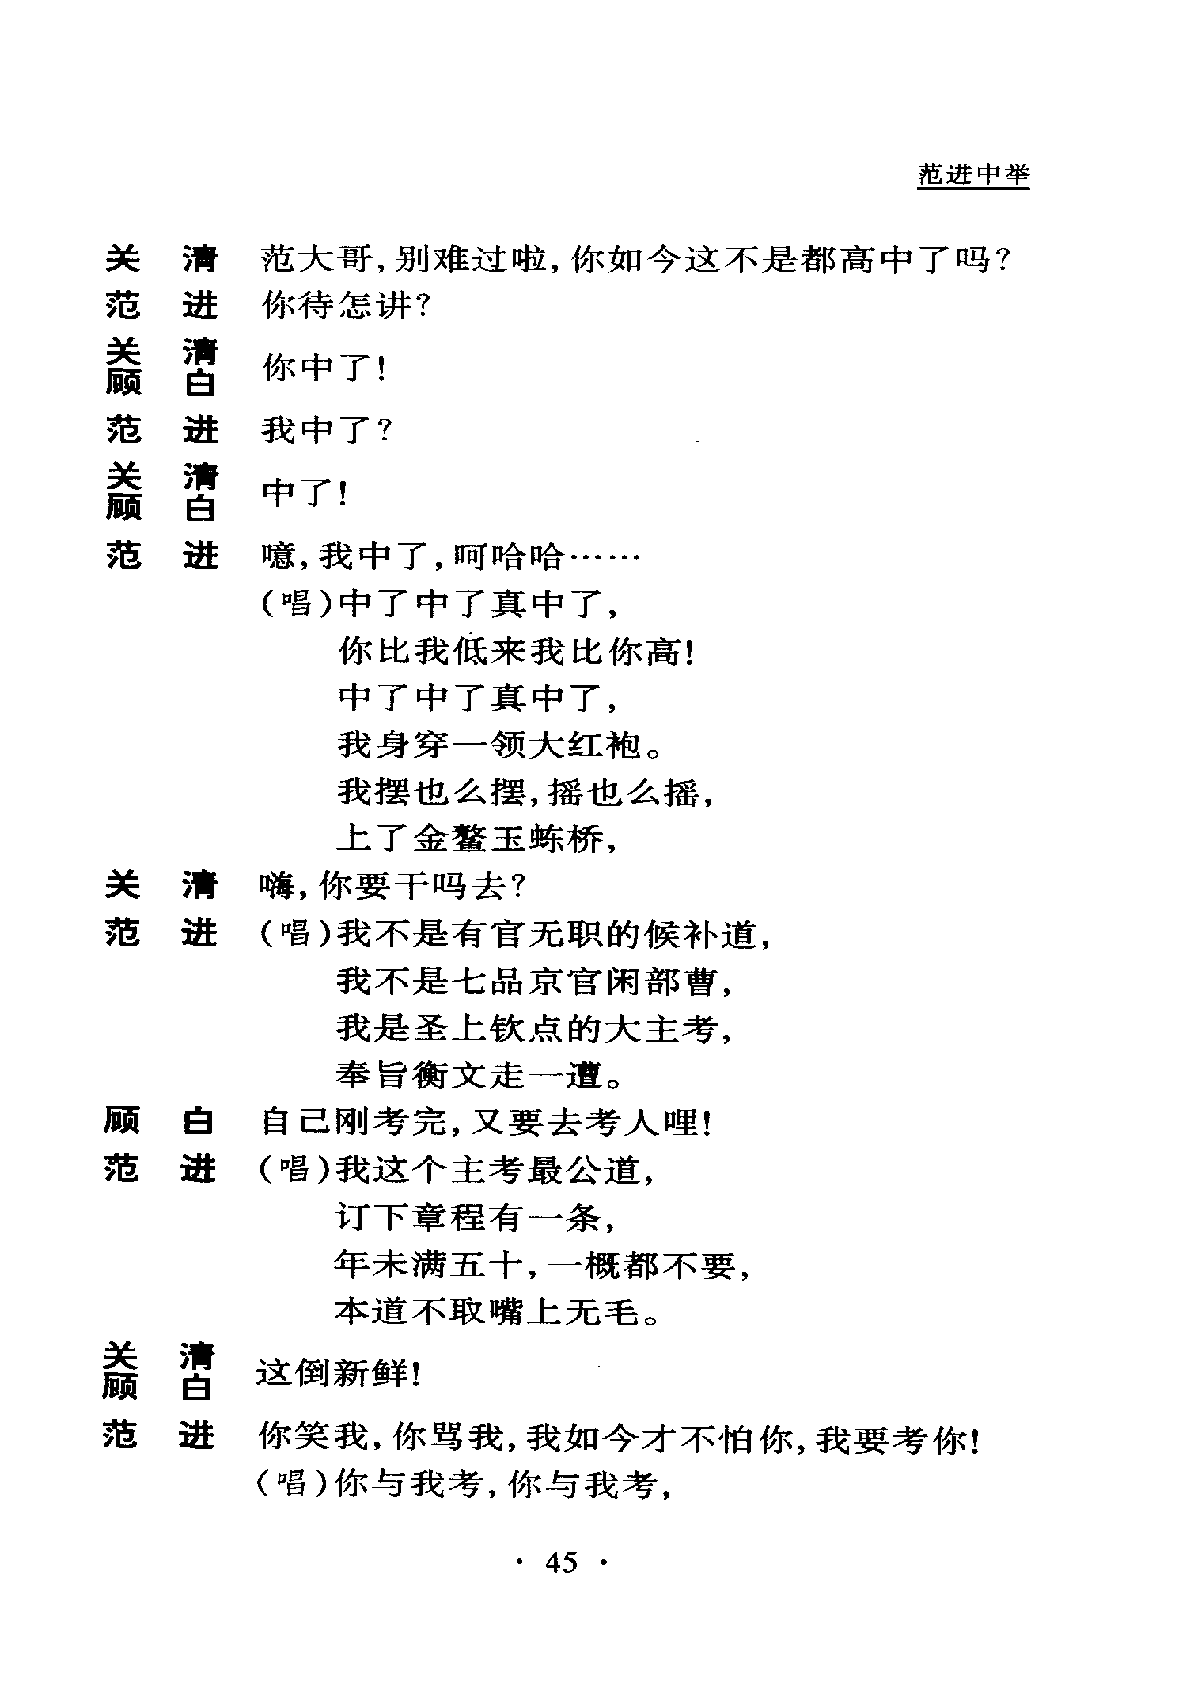 范进中举
关 清 范大哥,别难过啦,你如今这不是都高中了吗?
范 进 你待怎讲?
关 清
顾 白 你中了!
范 进 我中了?
关 清
顾 白 中了!
范 进 噫,我中了,呵哈哈……
(唱)中了中了真中了,
你比我低来我比你高!
中了中了真中了,
我身穿一领大红袍。
我摆也么摆,摇也么摇,
上了金鳌玉蛛桥,
关 清 嗨,你要干吗去?
范 进 (唱)我不是有官无职的候补道,
我不是七品京官闲部曹,
我是圣上钦点的大主考,
奉旨衡文走一遭。
顾 白 自己刚考完,又要去考人哩!
范 进 (唱)我这个主考最公道,
订下章程有一条,
年未满五十,一概都不要,
本道不取嘴上无毛。
关 清
顾 白 这倒新鲜!
范 进 你笑我,你骂我,我如今才不怕你,我要考你!
(唱)你与我考,你与我考,
· 45 ·